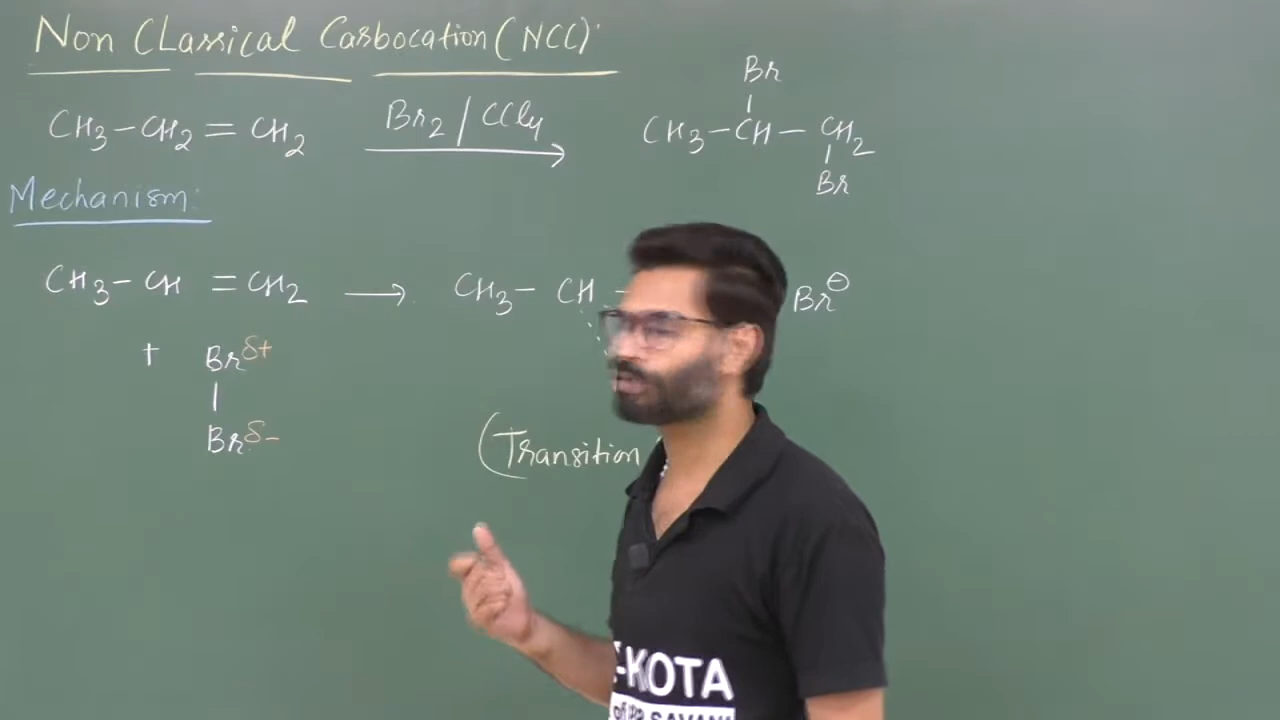 Non CLassical Carbocation (NCC):
CH3-CH2=CH2 Br2/CCl4 → CH3-CH-CH2
Br
Br
Mechanism:
CH3-CH=CH2 → CH3-CH- Br⊖
+ Brδ+
Brδ-
(Transition
-KOTA